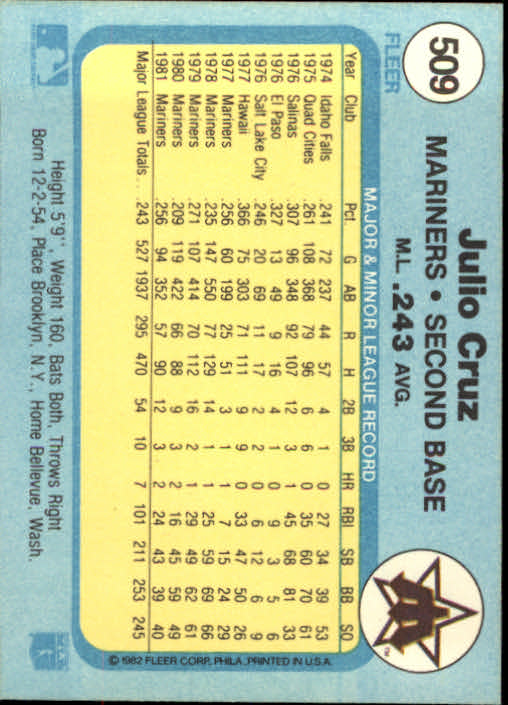 509
FLEER
Julio Cruz
MARINERS • SECOND BASE
M.L .243 AVG.
TM
MAJOR & MINOR LEAGUE RECORD
Year Club Pct. G AB R H 2B 3B HR RBI SB BB SO
1974 Idaho Falls .241 72 237 44 57 4 1 0 27 34 39 53
1975 Quad Cities .261 108 368 79 96 6 6 0 35 60 70 61
1976 Salinas .307 96 348 92 107 12 3 1 45 68 81 33
1976 El Paso .327 13 49 9 16 4 1 0 9 3 5 6
1976 Salt Lake City .246 20 69 11 17 2 2 0 6 12 6 9
1977 Hawaii .366 75 303 71 111 9 9 0 33 47 50 26
1977 Mariners .256 60 199 25 51 3 1 1 7 15 24 29
1978 Mariners .235 147 550 77 129 14 1 1 25 59 69 66
1979 Mariners .271 107 414 70 112 16 2 1 29 49 62 61
1980 Mariners .209 119 422 66 88 9 3 2 16 45 59 49
1981 Mariners .256 94 352 57 90 12 3 2 24 43 39 40
Major League Totals . . . .243 527 1937 295 470 54 10 7 101 211 253 245
© 1982 FLEER CORP. PHILA., PRINTED IN U.S.A.
Height 5'9'', Weight 160, Bats Both, Throws Right
Born 12-2-54, Place Brooklyn, N.Y., Home Bellevue, Wash.